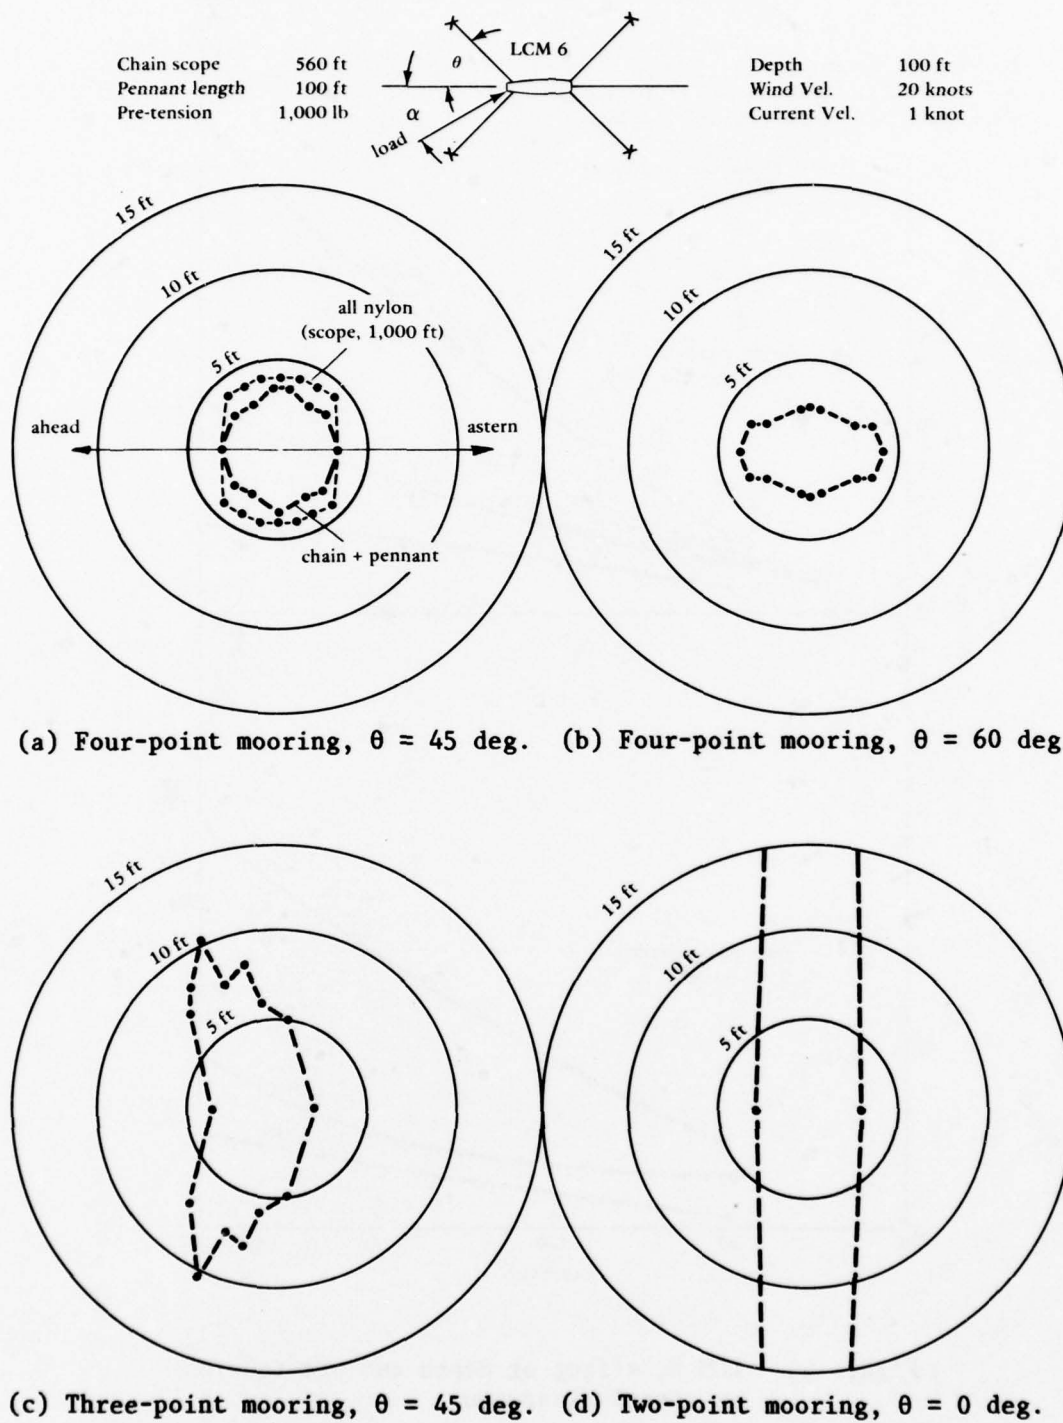 Chain scope 560 ft
Pennant length 100 ft
Pre-tension 1,000 lb
θ
LCM 6
α
load
Depth 100 ft
Wind Vel. 20 knots
Current Vel. 1 knot
15 ft
10 ft
5 ft
all nylon
(scope, 1,000 ft)
ahead
astern
chain + pennant
15 ft
10 ft
5 ft
(a) Four-point mooring, θ = 45 deg.
(b) Four-point mooring, θ = 60 deg
15 ft
10 ft
5 ft
15 ft
10 ft
5 ft
(c) Three-point mooring, θ = 45 deg.
(d) Two-point mooring, θ = 0 deg.